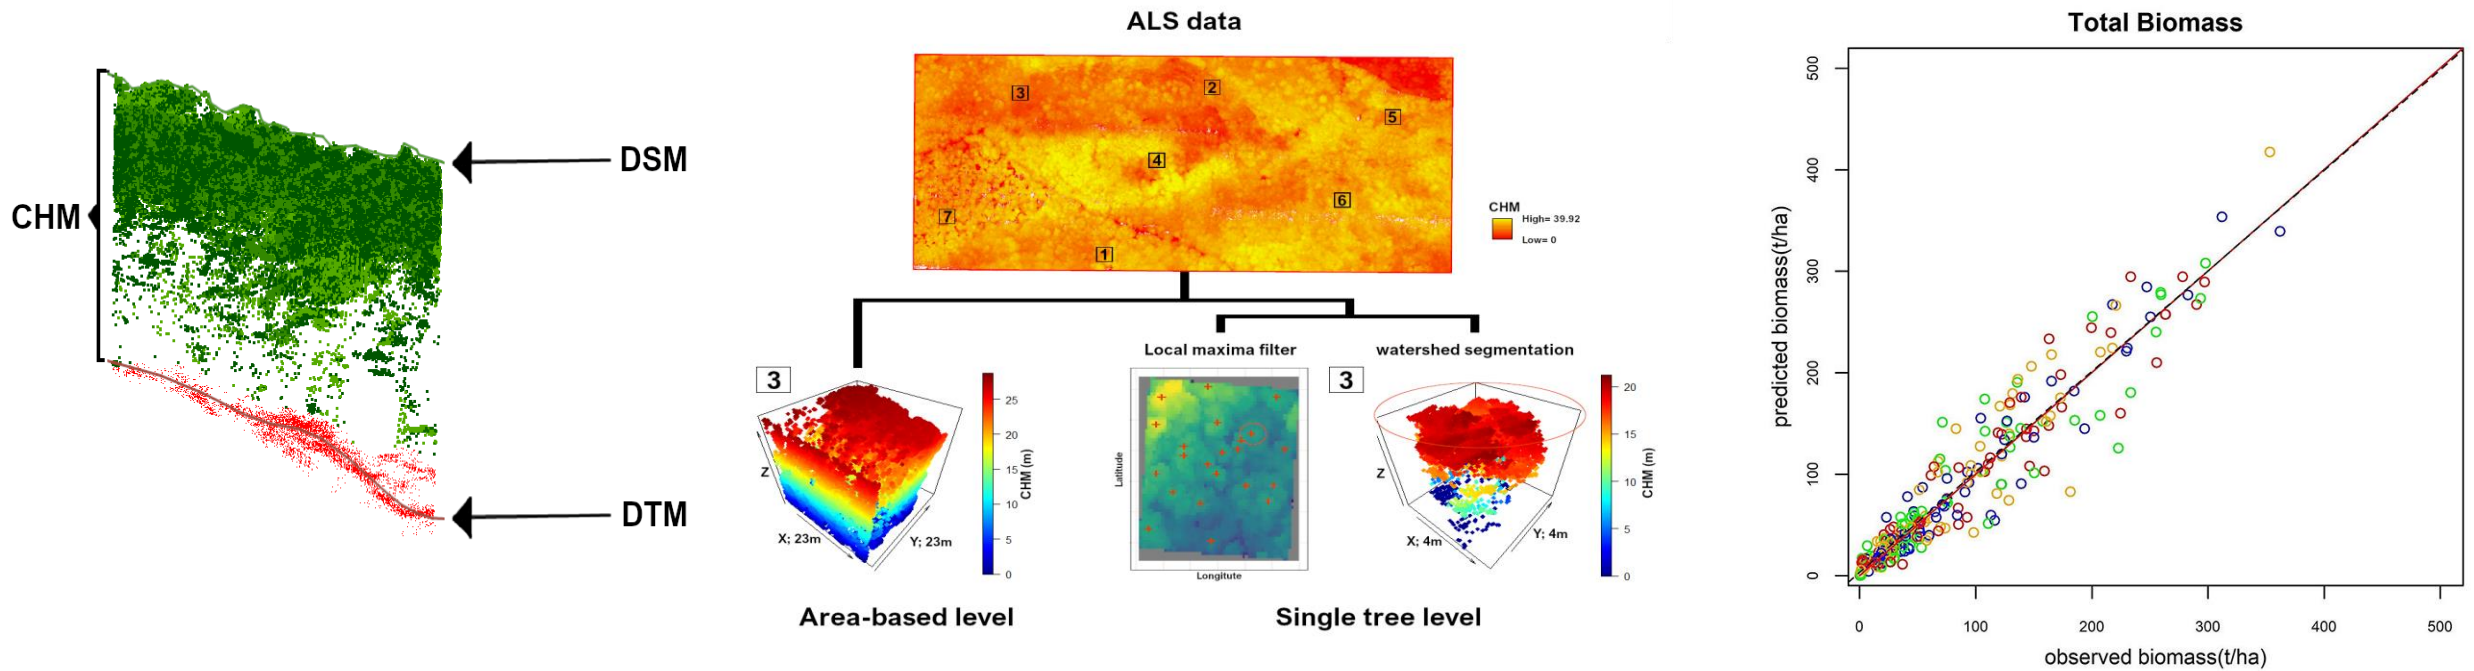 CHM
DSM
DTM
ALS data
3
2
5
4
6
7
1
CHM
High= 39.92
Low= 0
Local maxima filter
watershed segmentation
3
25
20
15
10
5
0
CHM (m)
Z
X; 23m
Y; 23m
Latitude
Longitute
3
20
15
10
5
0
CHM (m)
Z
X; 4m
Y; 4m
Area-based level
Single tree level
Total Biomass
predicted biomass(t/ha)
500
400
300
200
100
0
0
100
200
300
400
500
observed biomass(t/ha)